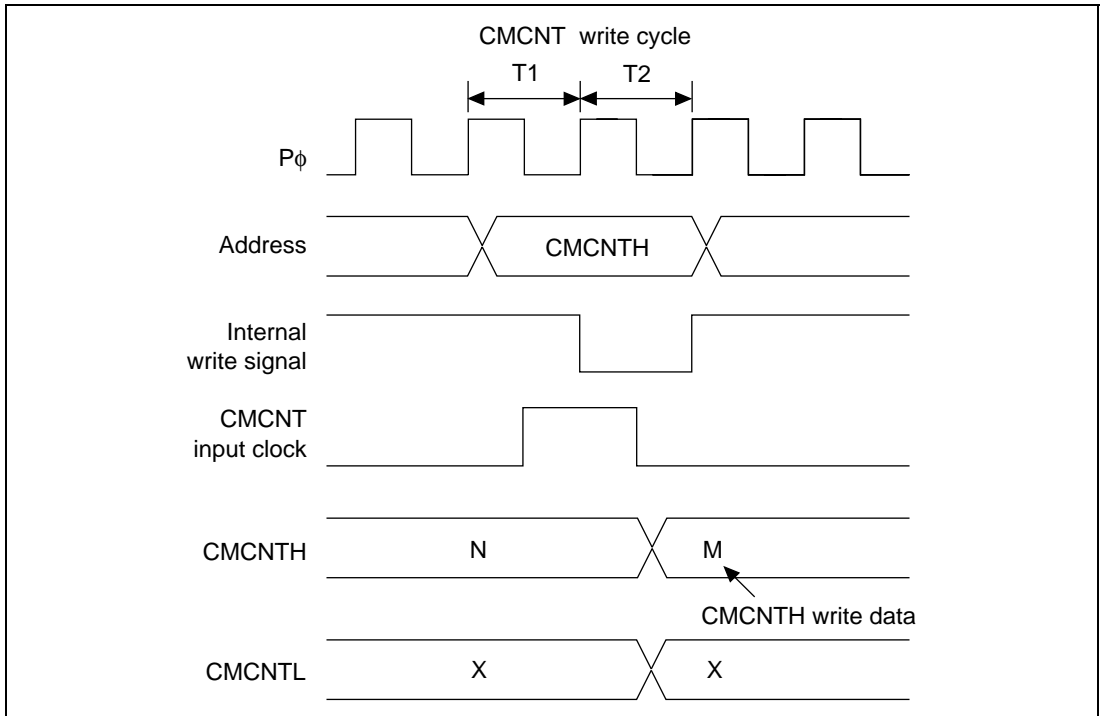 CMCNT write cycle
T1 T2
Pϕ
Address CMCNTH
Internal
write signal
CMCNT
input clock
CMCNTH N M
CMCNTH write data
CMCNTL X X